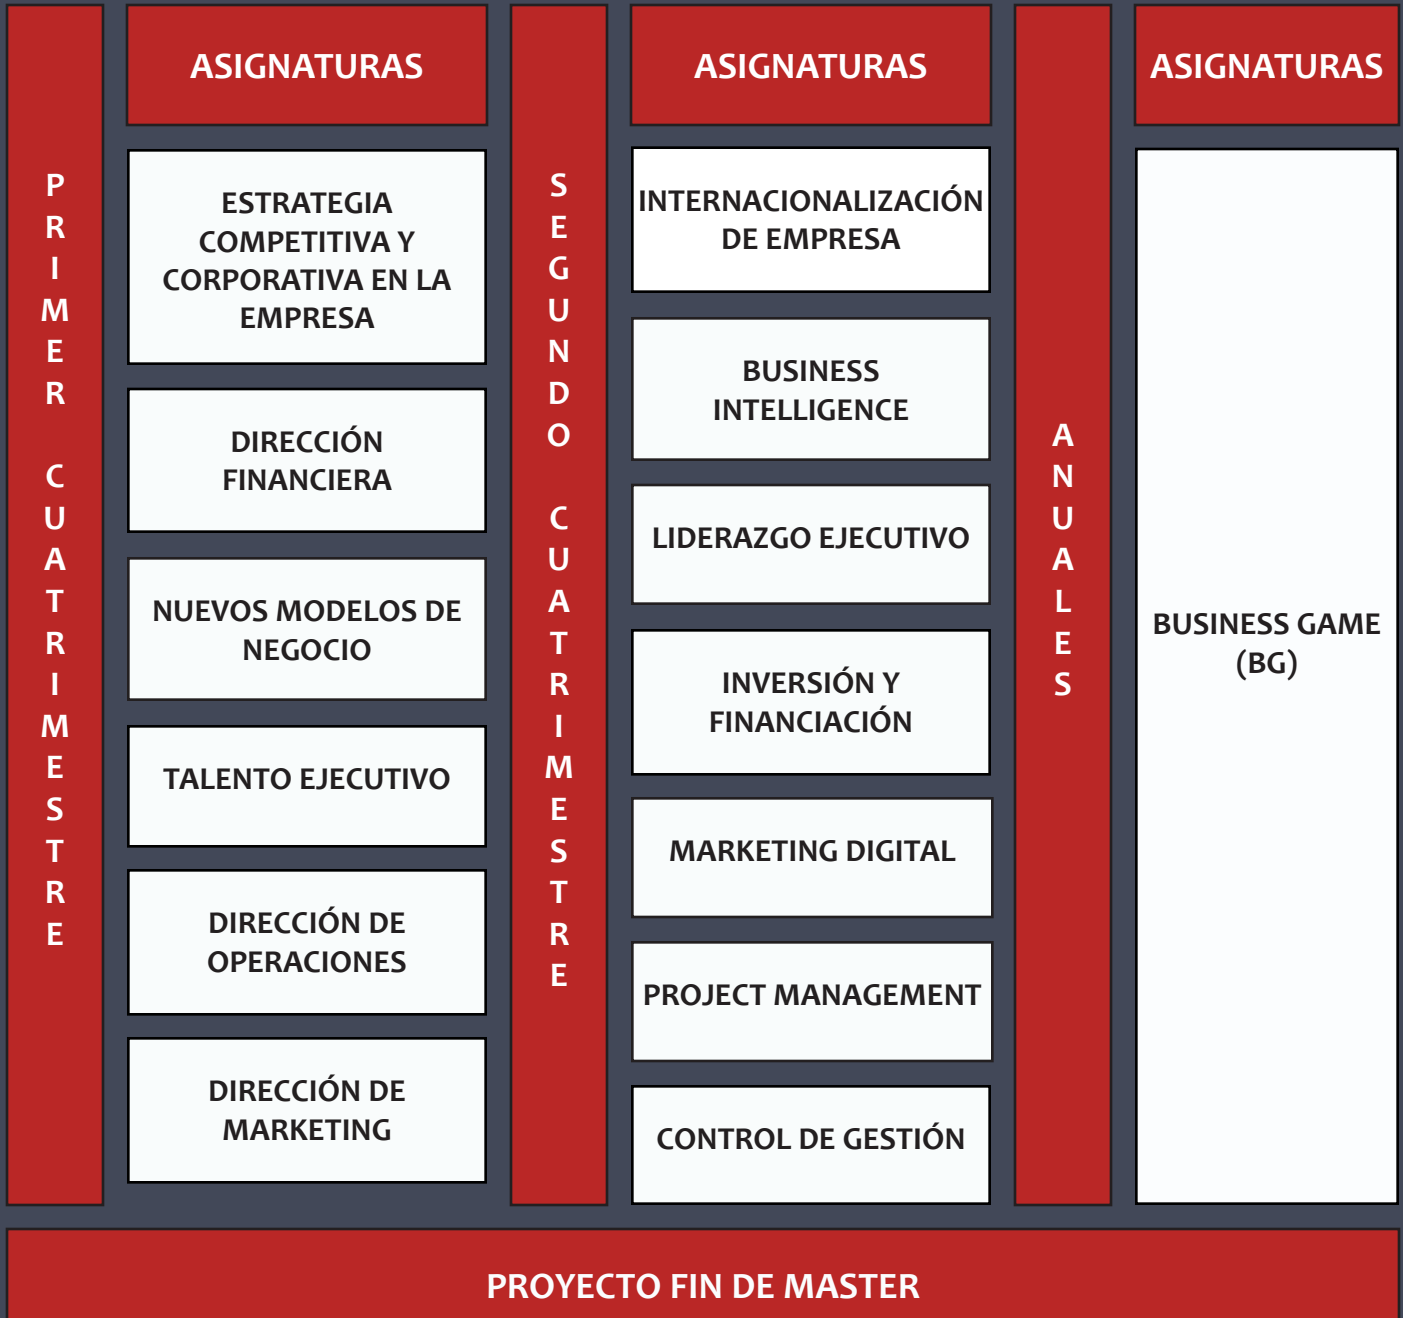 PRIMER CUATRIMESTRE
ASIGNATURAS
ESTRATEGIA
COMPETITIVA Y
CORPORATIVA EN LA
EMPRESA
DIRECCIÓN
FINANCIERA
NUEVOS MODELOS DE
NEGOCIO
TALENTO EJECUTIVO
DIRECCIÓN DE
OPERACIONES
DIRECCIÓN DE
MARKETING
SEGUNDO CUATRIMESTRE
ASIGNATURAS
INTERNACIONALIZACIÓN
DE EMPRESA
BUSINESS
INTELLIGENCE
LIDERAZGO EJECUTIVO
INVERSIÓN Y
FINANCIACIÓN
MARKETING DIGITAL
PROJECT MANAGEMENT
CONTROL DE GESTIÓN
ANUALES
ASIGNATURAS
BUSINESS GAME
(BG)
PROYECTO FIN DE MASTER